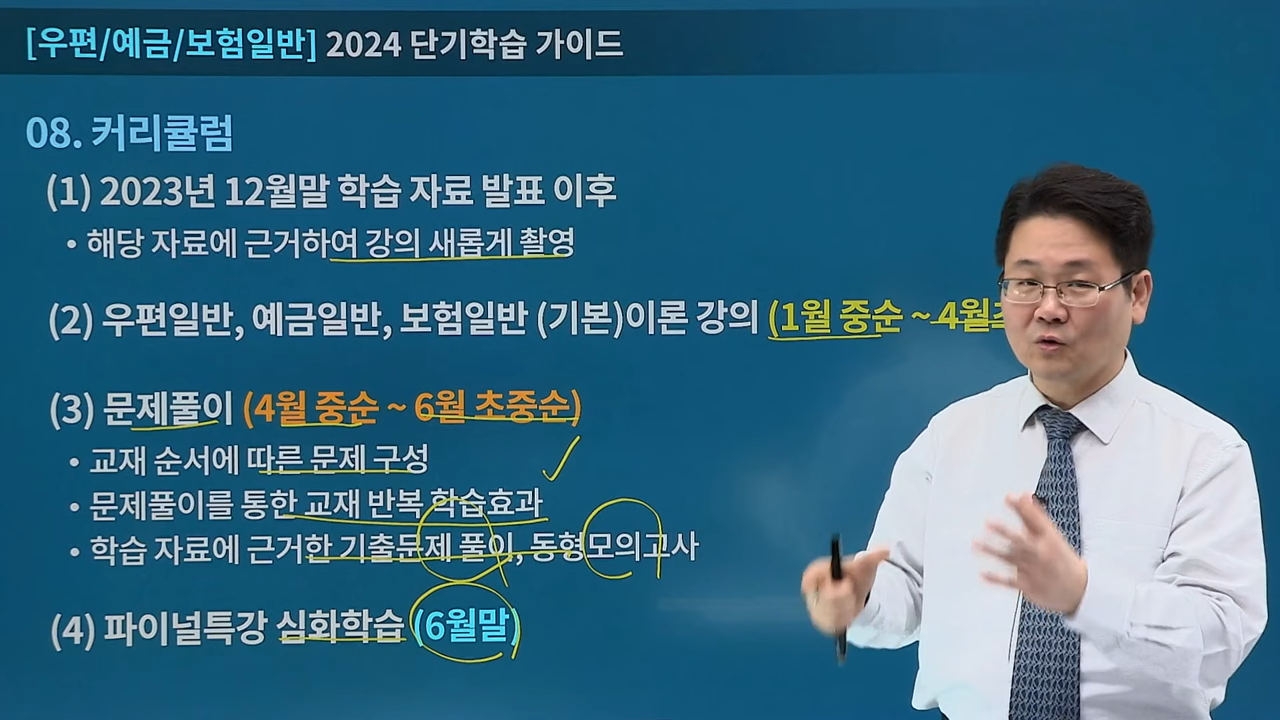 [우편/예금/보험일반] 2024 단기학습 가이드
08. 커리큘럼
(1) 2023년 12월말 학습 자료 발표 이후
• 해당 자료에 근거하여 강의 새롭게 촬영
(2) 우편일반, 예금일반, 보험일반 (기본)이론 강의 (1월 중순 ~ 4월
(3) 문제풀이 (4월 중순 ~ 6월 초중순)
• 교재 순서에 따른 문제 구성
• 문제풀이를 통한 교재 반복 학습효과
• 학습 자료에 근거한 기출문제 풀이, 동형모의고사
(4) 파이널특강 심화학습 (6월말)